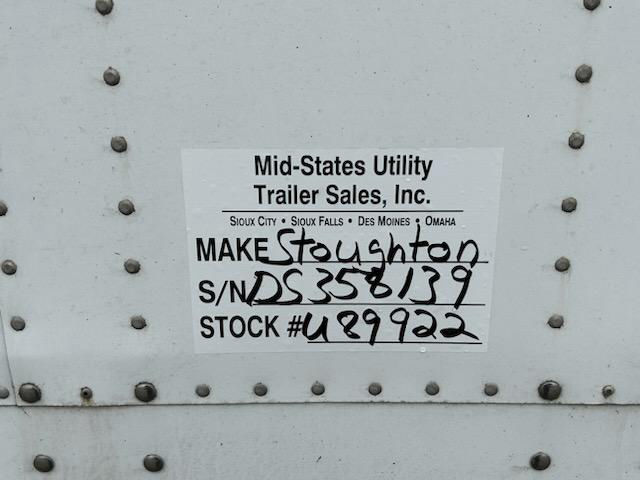 Mid-States Utility
Trailer Sales, Inc.
Sioux City • Sioux Falls • Des Moines • Omaha
MAKE Stoughton
S/N DS358139
STOCK # U89922